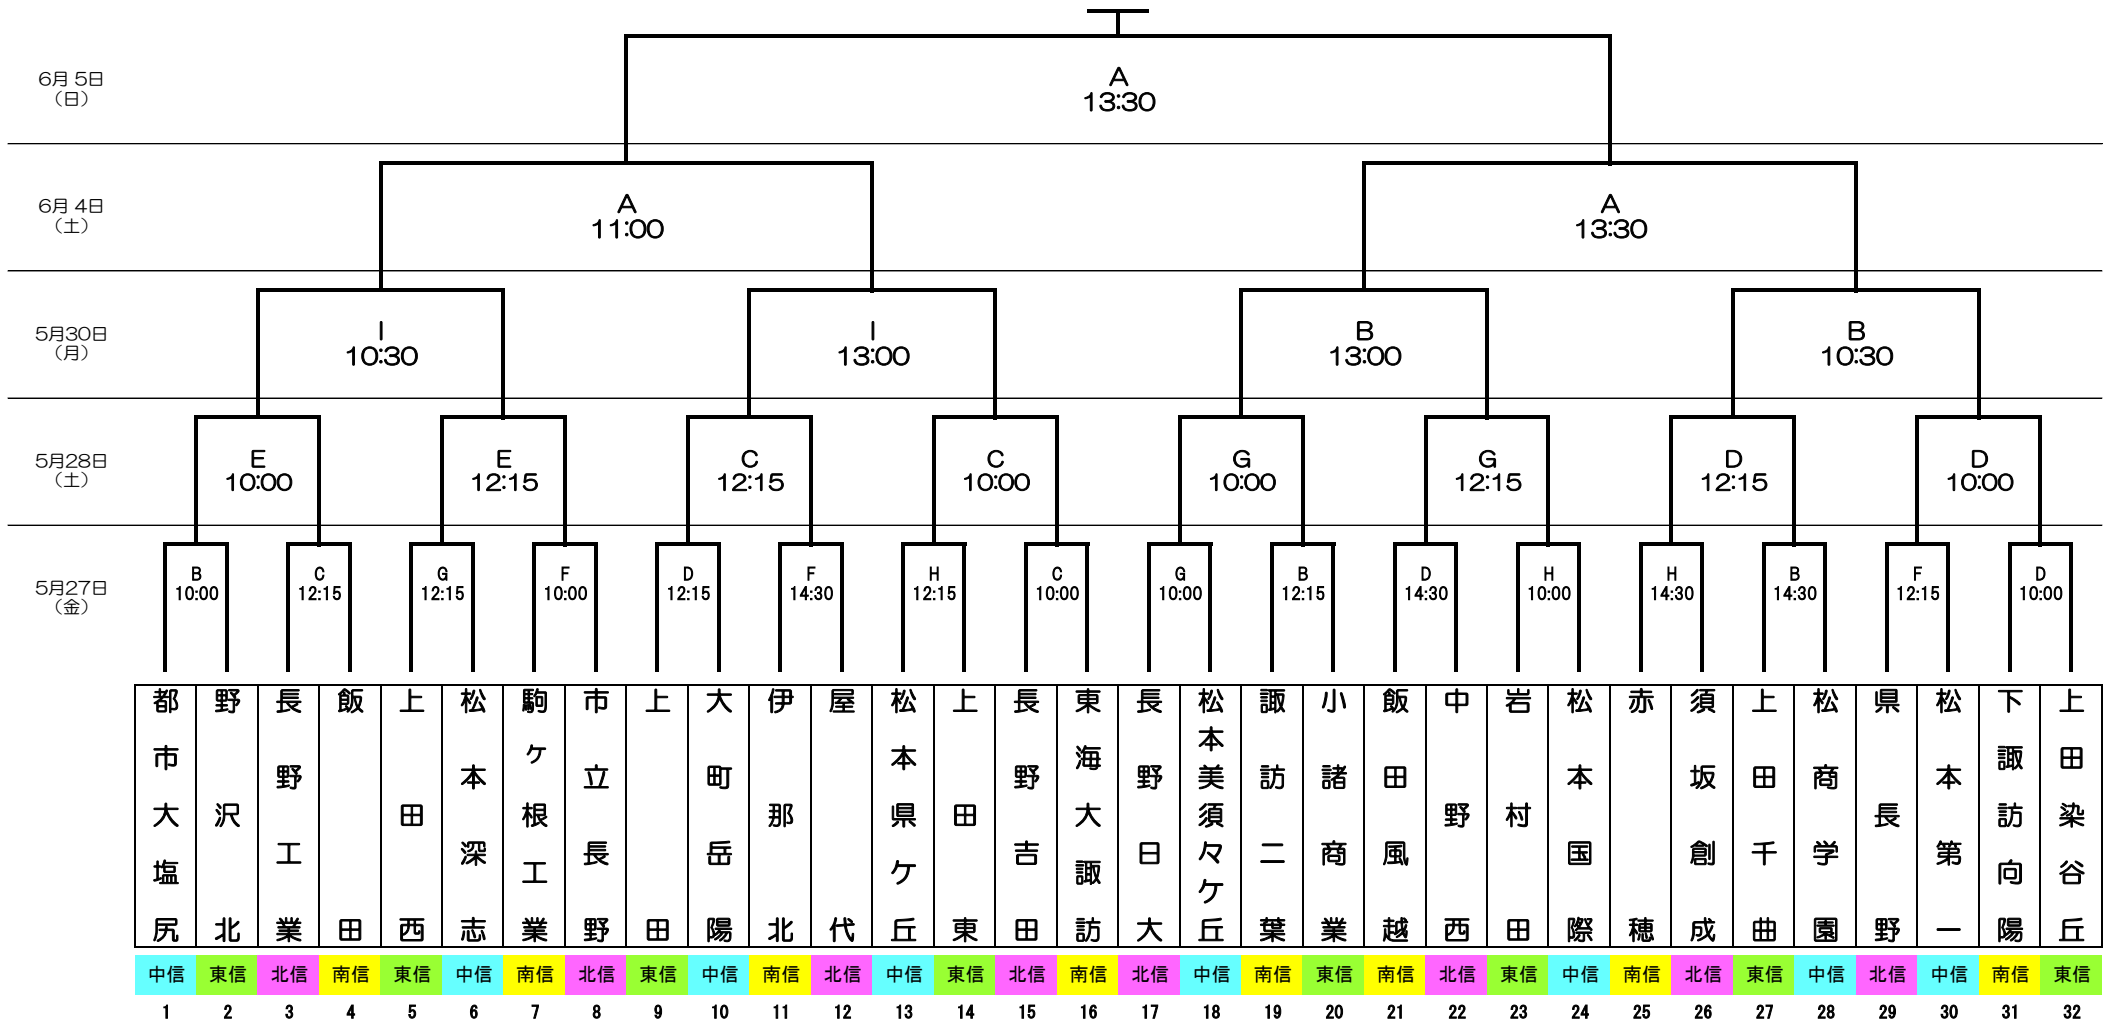 6月 5日
（日）
A
13:30
6月 4日
（土）
A
11:00
A
13:30
5月30日
（月）
I
10:30
I
13:00
B
13:00
B
10:30
5月28日
（土）
E
10:00
E
12:15
C
12:15
C
10:00
G
10:00
G
12:15
D
12:15
D
10:00
5月27日
（金）
B
10:00
C
12:15
G
12:15
F
10:00
D
12:15
F
14:30
H
12:15
C
10:00
G
10:00
B
12:15
D
14:30
H
10:00
H
14:30
B
14:30
F
12:15
D
10:00
都市大塩尻
野沢北
長野工業
飯田
上田西
松本深志
駒ヶ根工業
市立長野
上田
大町岳陽
伊那北
屋代
松本県ケ丘
上田東
長野吉田
東海大諏訪
長野日大
松本美須々ケ丘
諏訪二葉
小諸商業
飯田風越
中野西
岩村田
松本国際
赤穂
須坂創成
上田千曲
松商学園
県長野
松本第一
下諏訪向陽
上田染谷丘
中信 東信 北信 南信 東信 中信 南信 北信 東信 中信 南信 北信 中信 東信 北信 南信 北信 中信 南信 東信 南信 北信 東信 中信 南信 北信 東信 中信 北信 中信 南信 東信
1 2 3 4 5 6 7 8 9 10 11 12 13 14 15 16 17 18 19 20 21 22 23 24 25 26 27 28 29 30 31 32